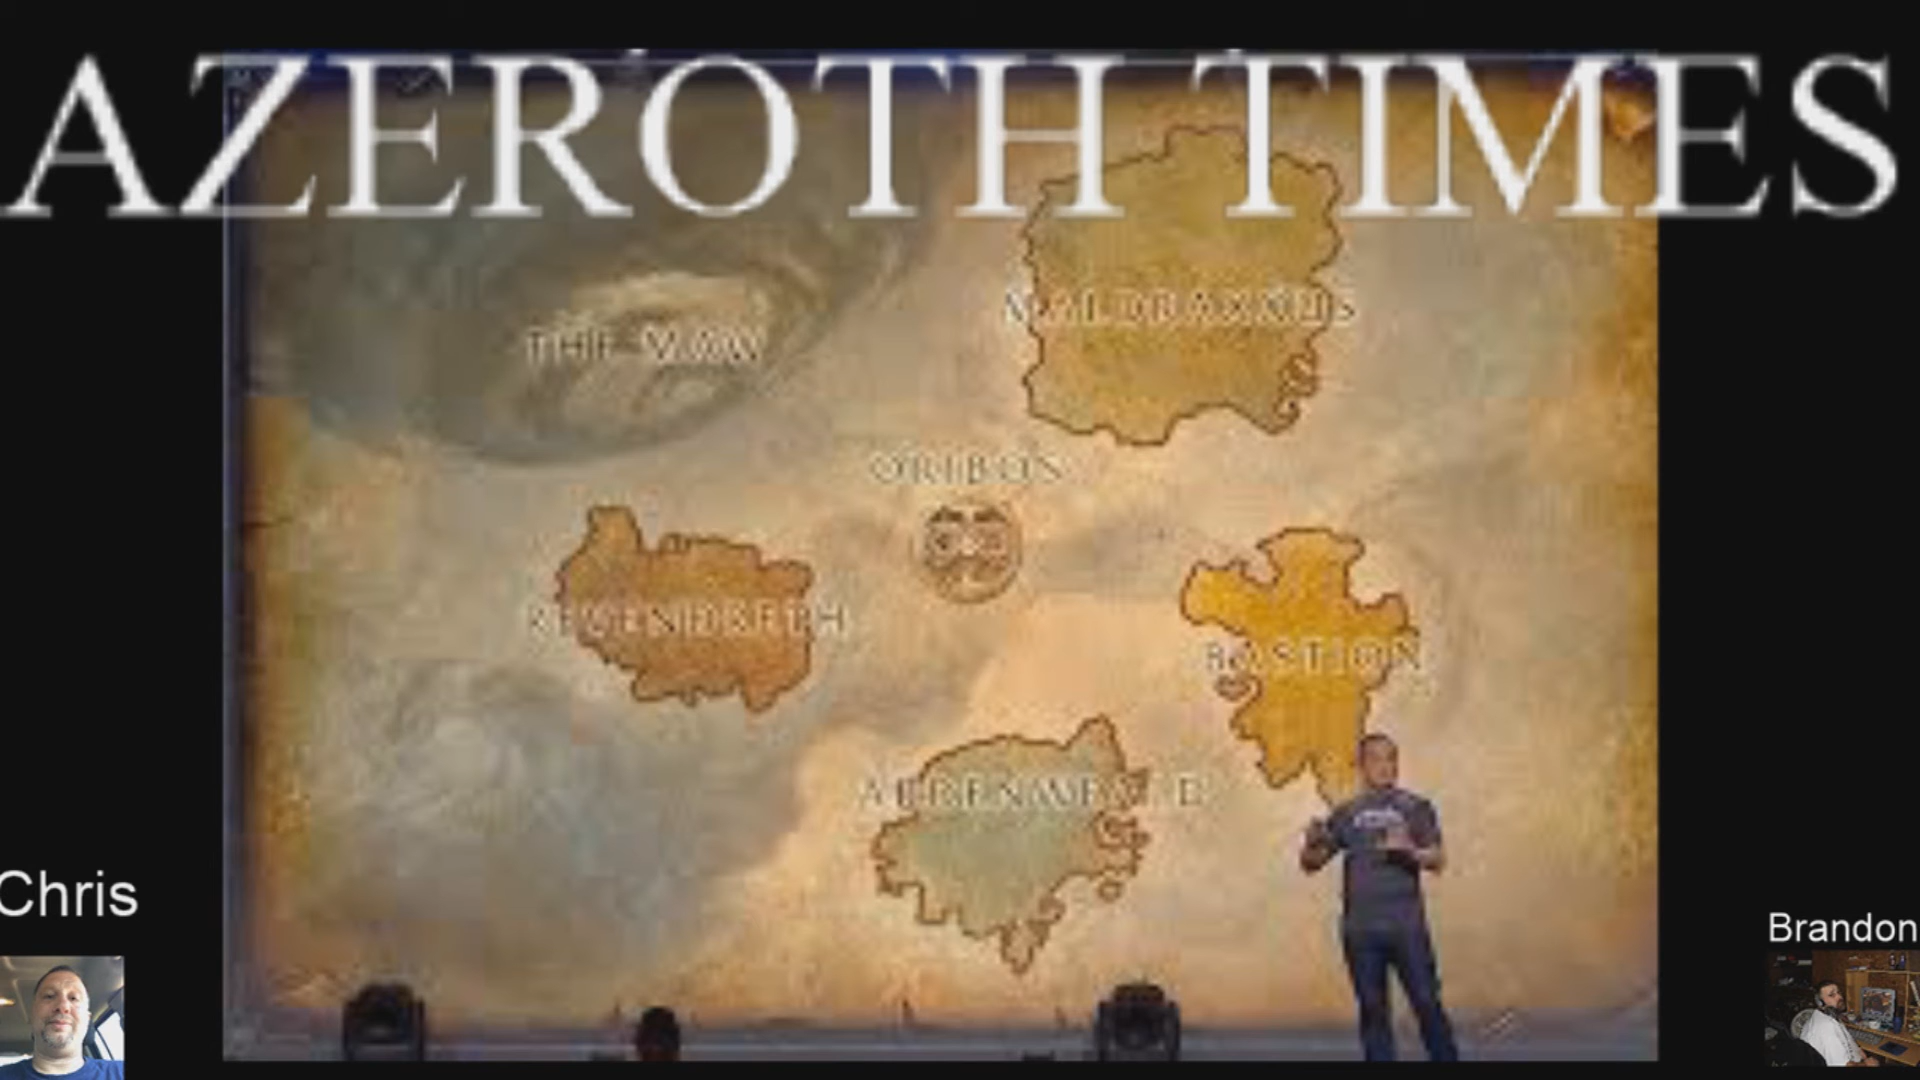 AZEROTH TIMES
MALDRAXXUS
THE MAW
ORIBOS
REVENDRETH
BASTION
ARDENWEALD
Chris
Brandon